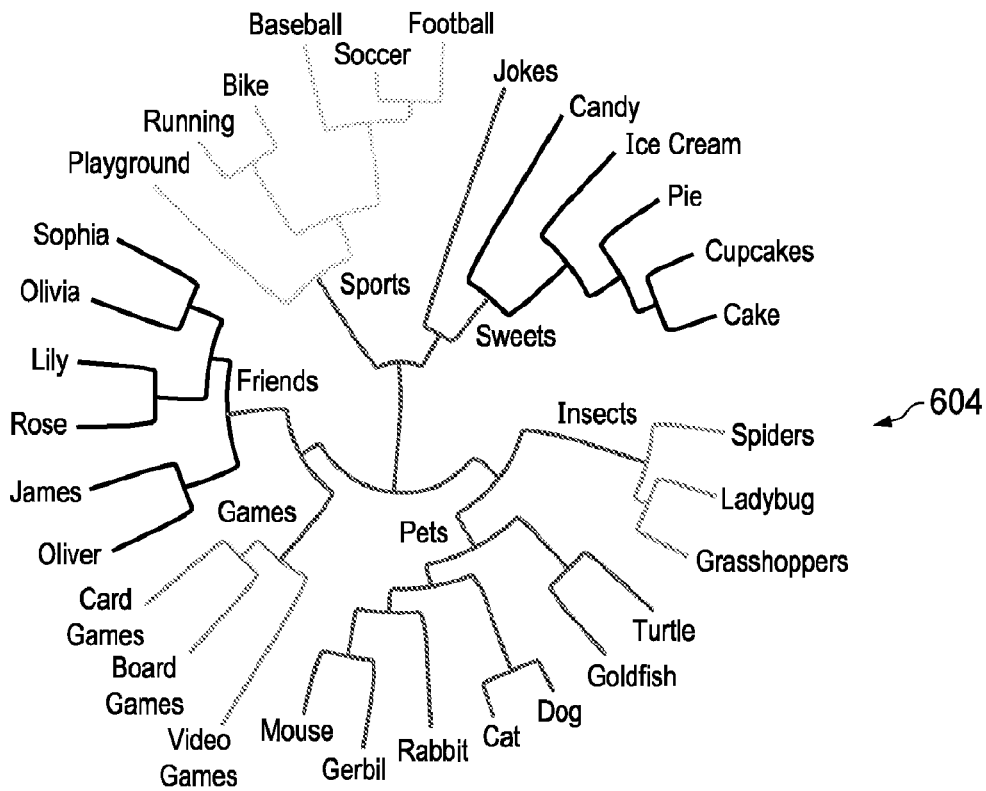 Baseball
Football
Soccer
Jokes
Bike
Candy
Running
Ice Cream
Playground
Pie
Sophia
Cupcakes
Sports
Olivia
Cake
Sweets
Lily
Friends
Insects
604
Rose
Spiders
James
Ladybug
Games
Pets
Oliver
Grasshoppers
Card
Games
Turtle
Board
Games
Goldfish
Video
Games
Mouse
Gerbil
Rabbit
Cat
Dog